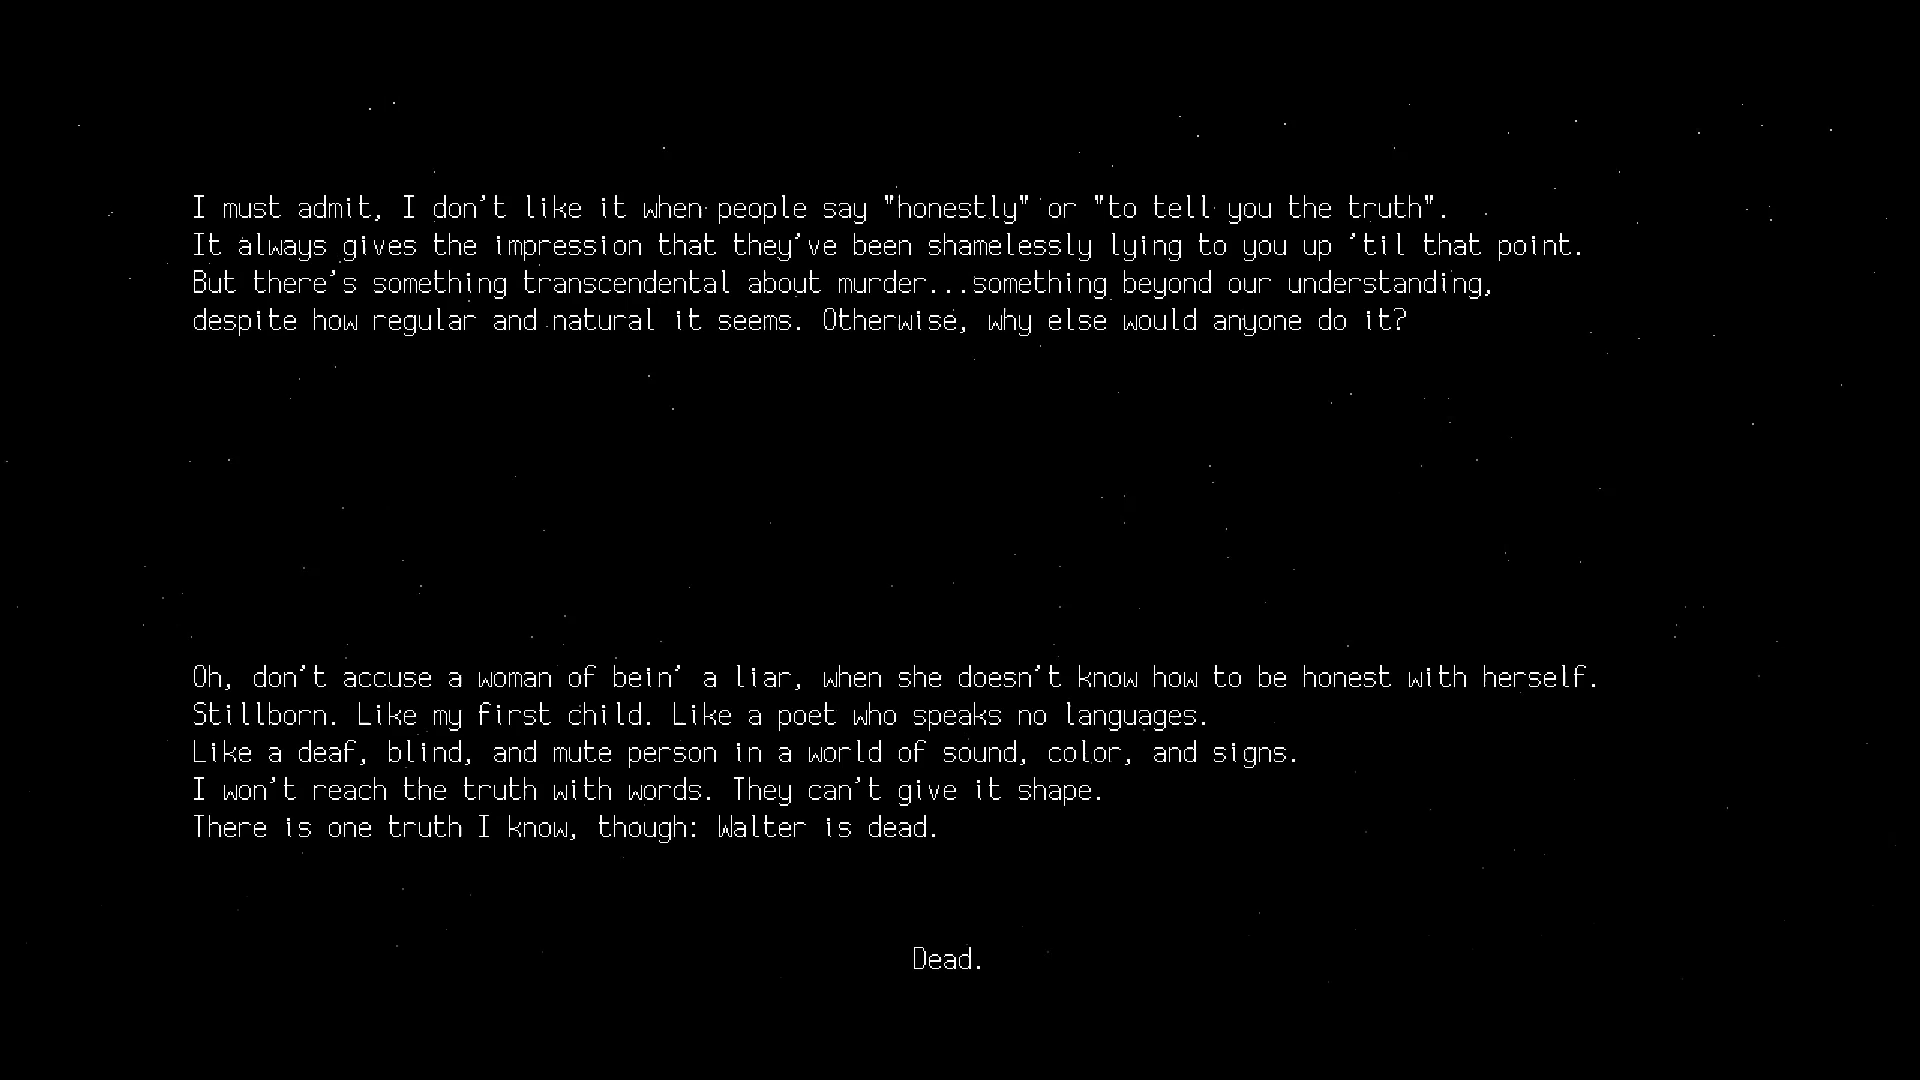 I must admit, I don't like it when people say "honestly" or "to tell you the truth".
It always gives the impression that they've been shamelessly lying to you up 'til that point.
But there's something transcendental about murder...something beyond our understanding,
despite how regular and natural it seems. Otherwise, why else would anyone do it?
Oh, don't accuse a woman of bein' a liar, when she doesn't know how to be honest with herself.
Stillborn. Like my first child. Like a poet who speaks no languages.
Like a deaf, blind, and mute person in a world of sound, color, and signs.
I won't reach the truth with words. They can't give it shape.
There is one truth I know, though: Walter is dead.
Dead.